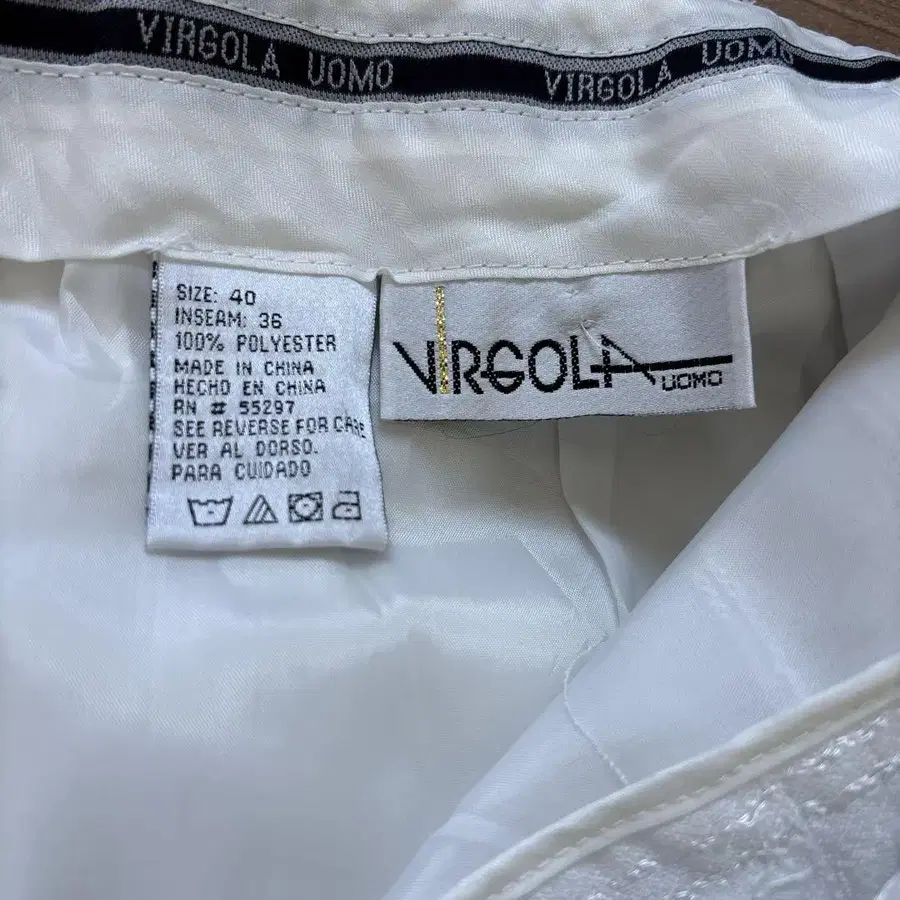 VIRGOLA UOMO VIRGOLA UOMO
SIZE: 40
INSEAM: 36
100% POLYESTER
MADE IN CHINA
HECHO EN CHINA
RN # 55297
SEE REVERSE FOR CARE
VER AL DORSO.
PARA CUIDADO
VIRGOLA
UOMO